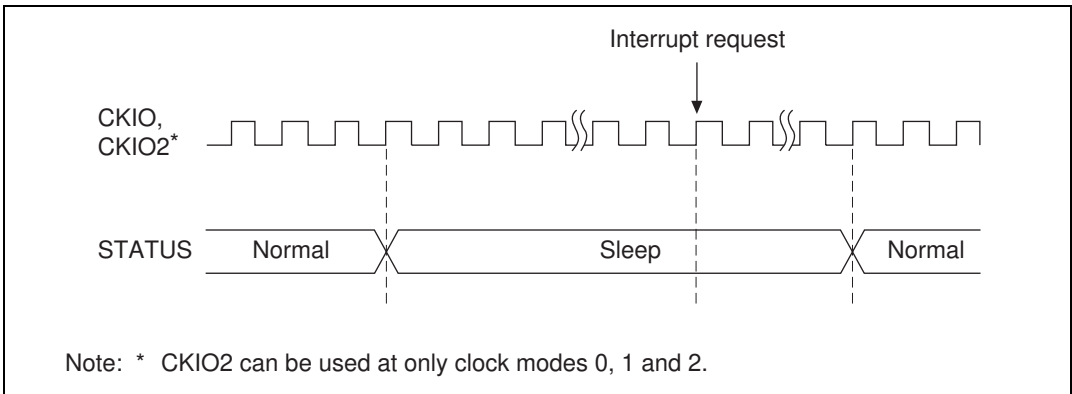 Interrupt request
CKIO,
CKIO2*
STATUS Normal Sleep Normal
Note: * CKIO2 can be used at only clock modes 0, 1 and 2.